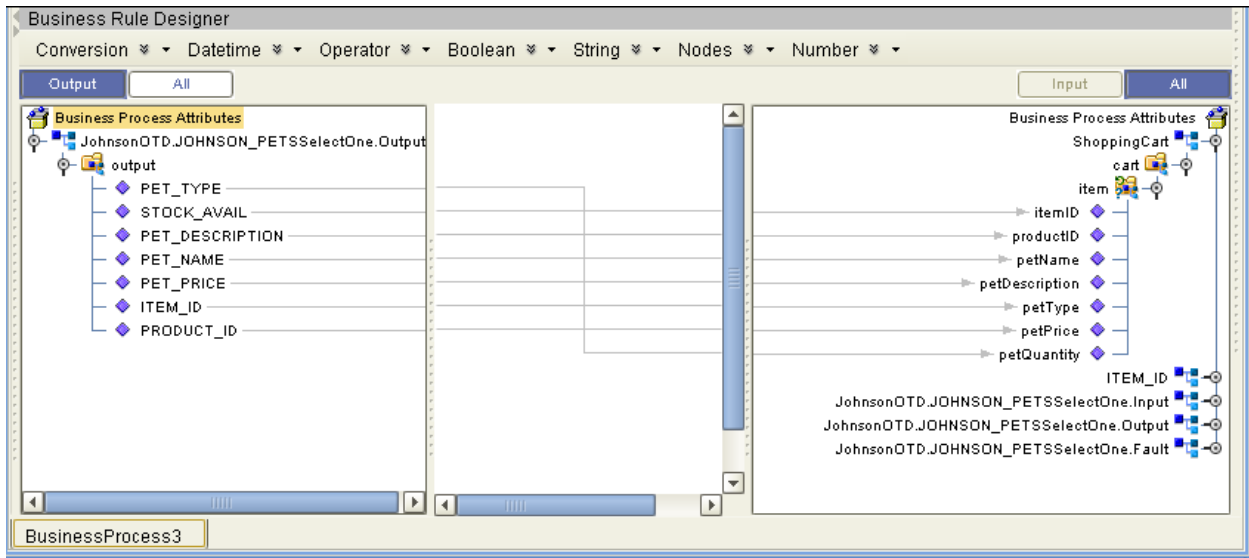 Business Rule Designer
Conversion Datetime Operator Boolean String Nodes Number
Output All Input All
Business Process Attributes
JohnsonOTD.JOHNSON_PETSSelectOne.Output
output
PET_TYPE
STOCK_AVAIL
PET_DESCRIPTION
PET_NAME
PET_PRICE
ITEM_ID
PRODUCT_ID
Business Process Attributes
ShoppingCart
cart
item
itemID
productID
petName
petDescription
petType
petPrice
petQuantity
ITEM_ID
JohnsonOTD.JOHNSON_PETSSelectOne.Input
JohnsonOTD.JOHNSON_PETSSelectOne.Output
JohnsonOTD.JOHNSON_PETSSelectOne.Fault
BusinessProcess3